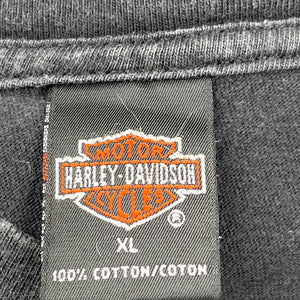 MOTOR
HARLEY-DAVIDSON
CYCLES
®
XL
100% COTTON/COTON